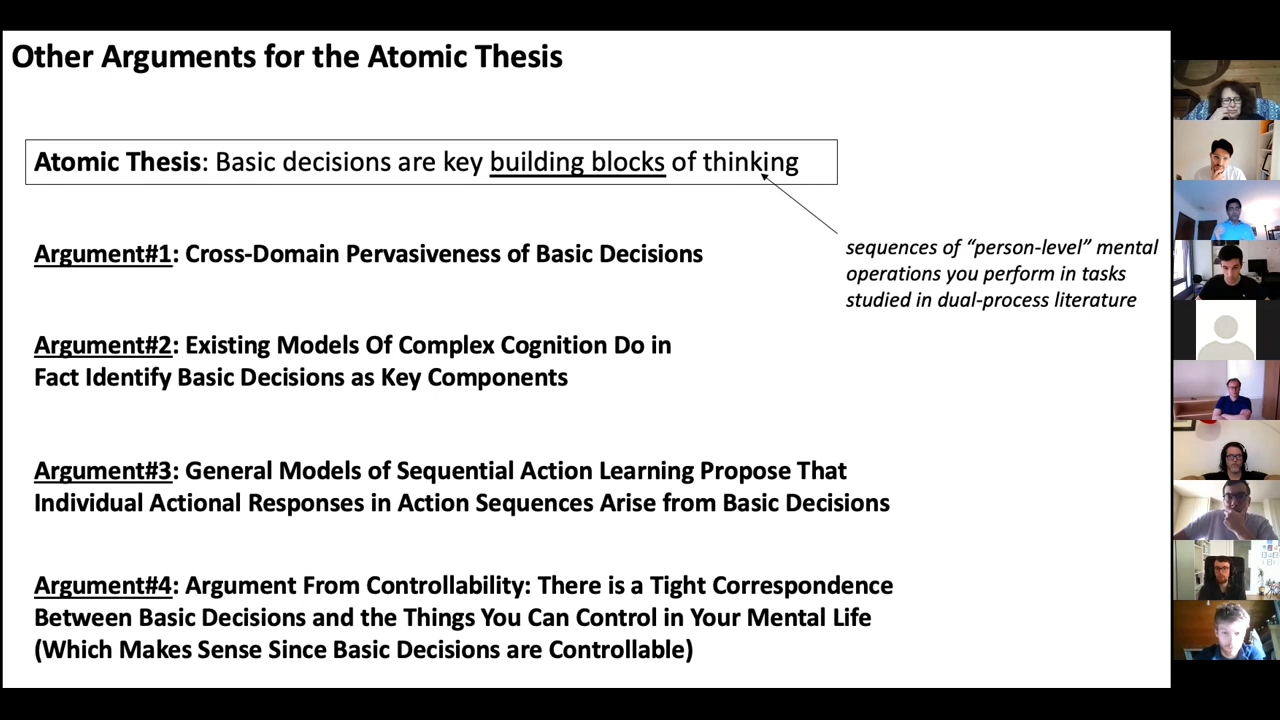 Other Arguments for the Atomic Thesis
Atomic Thesis: Basic decisions are key building blocks of thinking
Argument#1: Cross-Domain Pervasiveness of Basic Decisions
sequences of “person-level” mental
operations you perform in tasks
studied in dual-process literature
Argument#2: Existing Models Of Complex Cognition Do in
Fact Identify Basic Decisions as Key Components
Argument#3: General Models of Sequential Action Learning Propose That
Individual Actional Responses in Action Sequences Arise from Basic Decisions
Argument#4: Argument From Controllability: There is a Tight Correspondence
Between Basic Decisions and the Things You Can Control in Your Mental Life
(Which Makes Sense Since Basic Decisions are Controllable)